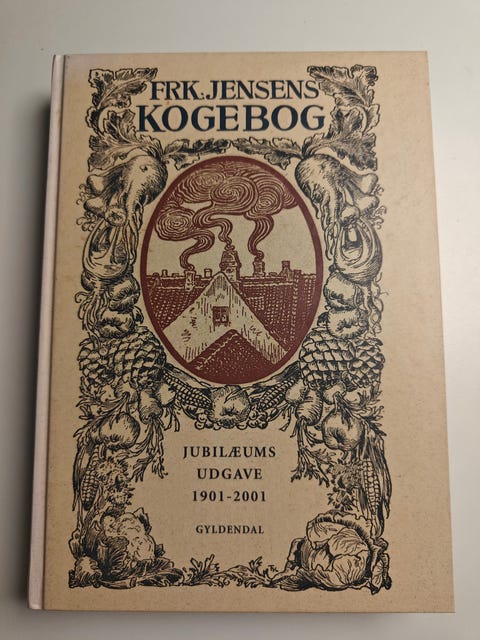 FRK. JENSENS
KOGEBOG
JUBILÆUMS
UDGAVE
1901-2001
GYLDENDAL